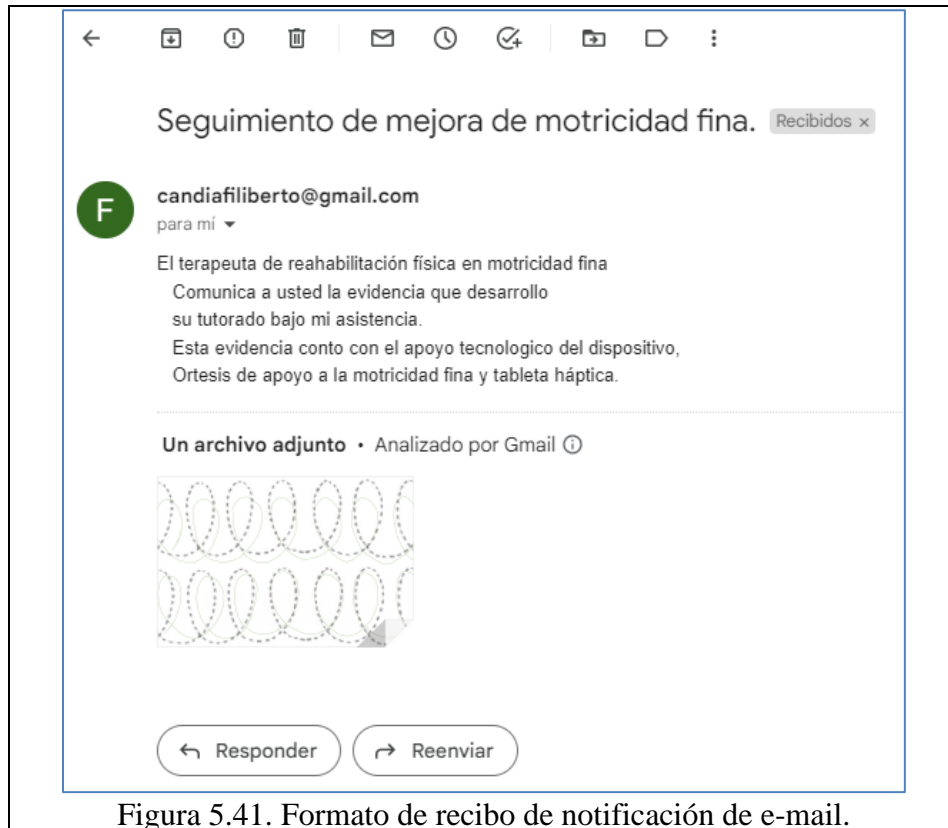 Seguimiento de mejora de motricidad fina. Recibidos ×
F
candiafiliberto@gmail.com
para mí
El terapeuta de reahabilitación física en motricidad fina
Comunica a usted la evidencia que desarrollo
su tutorado bajo mi asistencia.
Esta evidencia conto con el apoyo tecnologico del dispositivo,
Ortesis de apoyo a la motricidad fina y tableta háptica.
Un archivo adjunto • Analizado por Gmail
Responder Reenviar
Figura 5.41. Formato de recibo de notificación de e-mail.